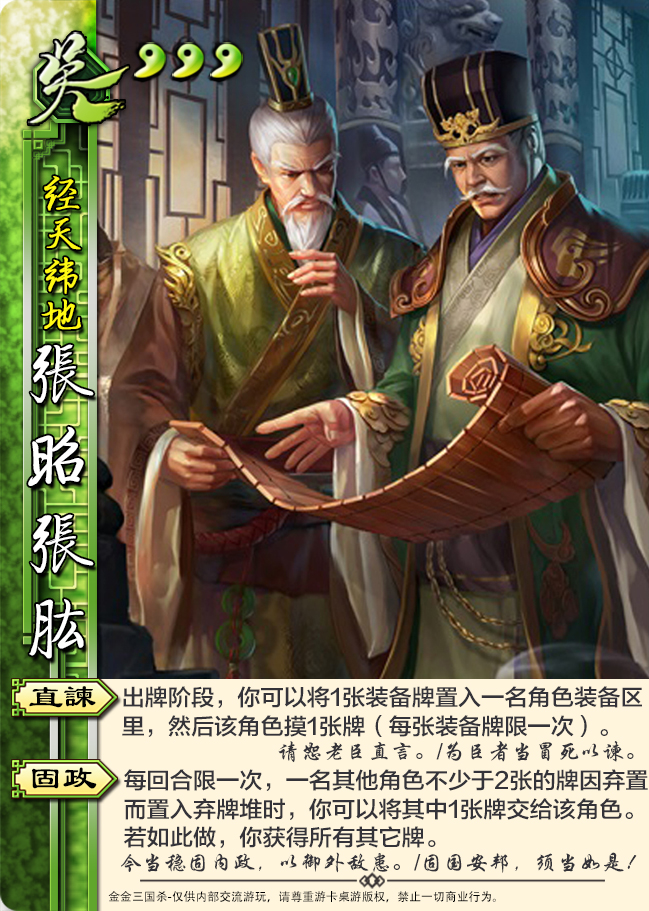 吴
经天纬地
張昭張肱
直諫
出牌阶段，你可以将1张装备牌置入一名角色装备区
里，然后该角色摸1张牌（每张装备牌限一次）。
请恕老臣直言。/为臣者当冒死以谏。
固政
每回合限一次，一名其他角色不少于2张的牌因弃置
而置入弃牌堆时，你可以将其中1张牌交给该角色。
若如此做，你获得所有其它牌。
今当稳固内政，以御外敌患。/固国安邦，须当如是！
金金三国杀-仅供内部交流游玩，请尊重游卡桌游版权，禁止一切商业行为。